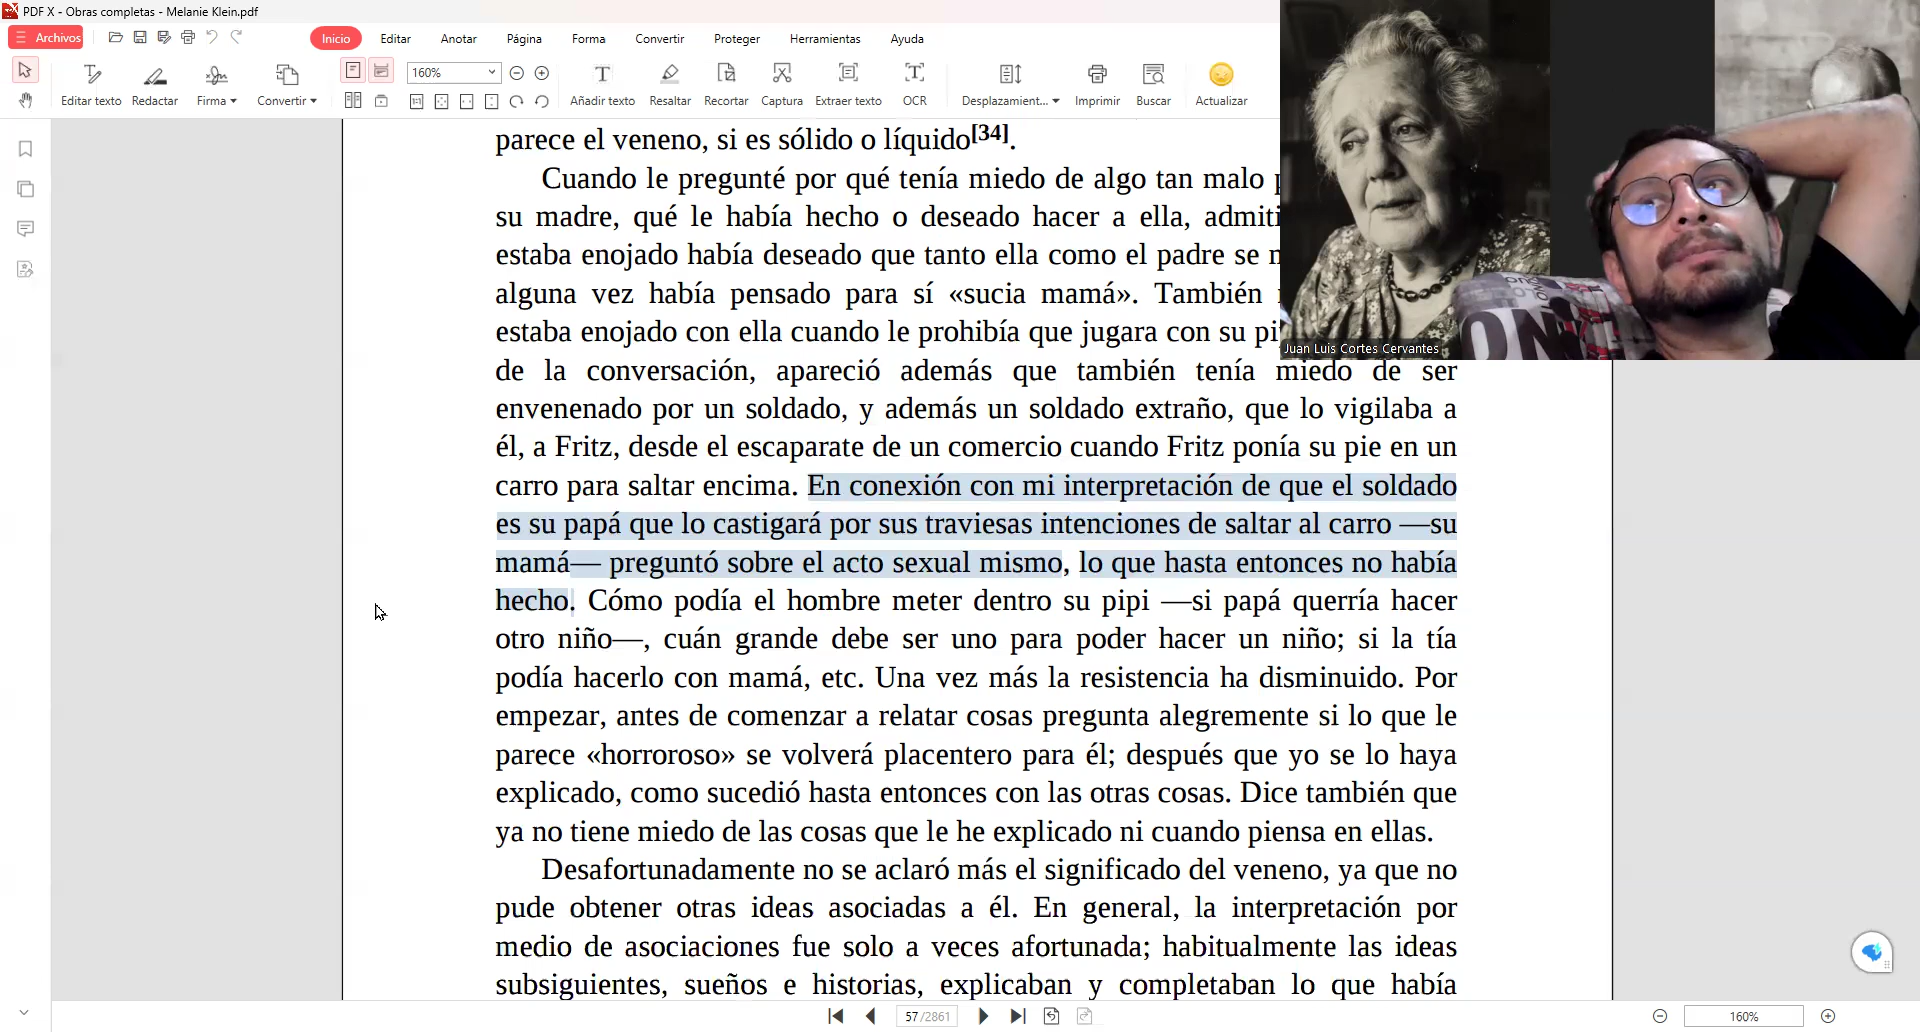 PDF X - Obras completas - Melanie Klein.pdf
Archivos
Inicio
Editar
Anotar
Página
Forma
Convertir
Proteger
Herramientas
Ayuda
160%
Editar texto
Redactar
Firma
Convertir
Añadir texto
Resaltar
Recortar
Captura
Extraer texto
OCR
Desplazamient...
Imprimir
Buscar
Actualizar
parece el veneno, si es sólido o líquido[34].
Cuando le pregunté por qué tenía miedo de algo tan malo
su madre, qué le había hecho o deseado hacer a ella,
estaba enojado había deseado que tanto ella como el padre se
alguna vez había pensado para sí «sucia mamá». También
estaba enojado con ella cuando le prohibía que jugara con su
de la conversación, apareció además que también tenía miedo de ser
envenenado por un soldado, y además un soldado extraño, que lo vigilaba a
él, a Fritz, desde el escaparate de un comercio cuando Fritz ponía su pie en un
carro para saltar encima. En conexión con mi interpretación de que el soldado
es su papá que lo castigará por sus traviesas intenciones de saltar al carro —su
mamá— preguntó sobre el acto sexual mismo, lo que hasta entonces no había
hecho. Cómo podía el hombre meter dentro su pipi —si papá querría hacer
otro niño—, cuán grande debe ser uno para poder hacer un niño; si la tía
podía hacerlo con mamá, etc. Una vez más la resistencia ha disminuido. Por
empezar, antes de comenzar a relatar cosas pregunta alegremente si lo que le
parece «horroroso» se volverá placentero para él; después que yo se lo haya
explicado, como sucedió hasta entonces con las otras cosas. Dice también que
ya no tiene miedo de las cosas que le he explicado ni cuando piensa en ellas.
Desafortunadamente no se aclaró más el significado del veneno, ya que no
pude obtener otras ideas asociadas a él. En general, la interpretación por
medio de asociaciones fue solo a veces afortunada; habitualmente las ideas
subsiguientes, sueños e historias, explicaban y completaban lo que había
Juan Luis Cortes Cervantes
57 /2861
160%